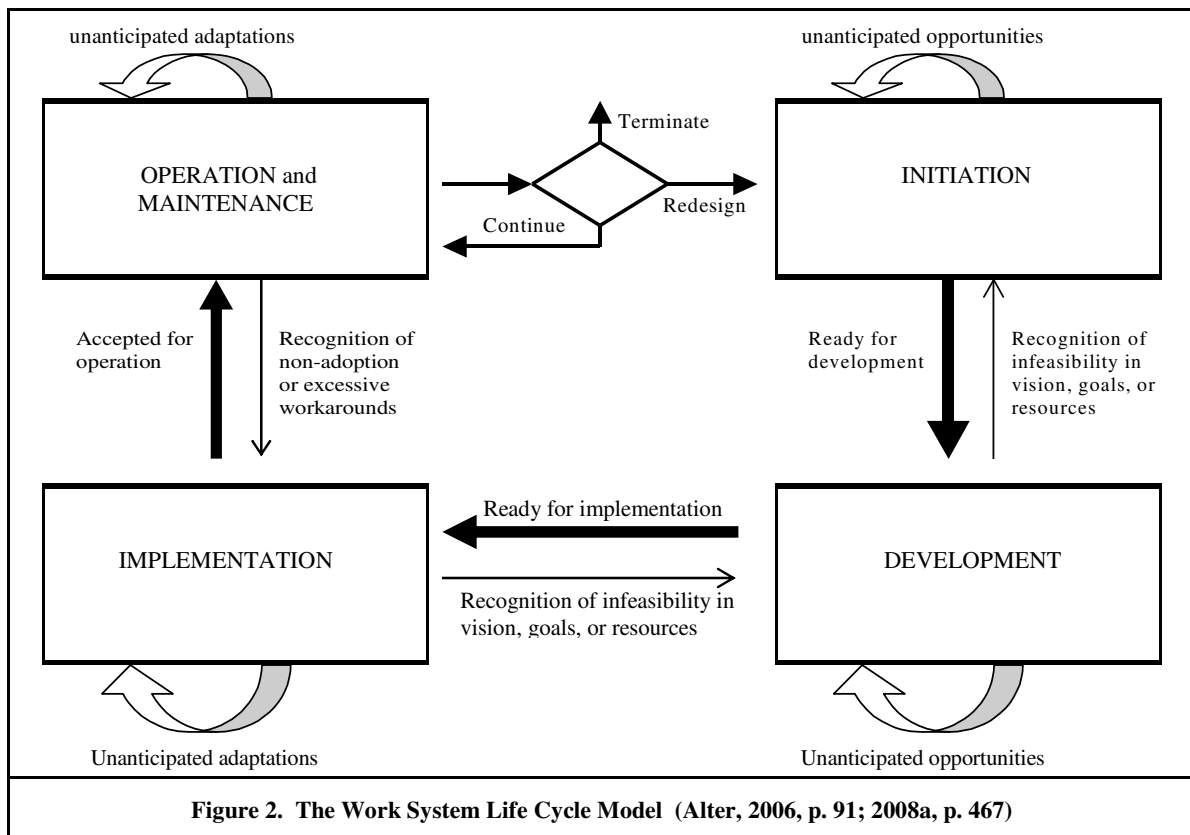 unanticipated adaptations
unanticipated opportunities
Terminate
OPERATION and
MAINTENANCE
INITIATION
Redesign
Continue
Accepted for
operation
Recognition of
non-adoption
or excessive
workarounds
Ready for
development
Recognition of
infeasibility in
vision, goals, or
resources
Ready for implementation
IMPLEMENTATION
DEVELOPMENT
Recognition of infeasibility in
vision, goals, or resources
Unanticipated adaptations
Unanticipated opportunities
Figure 2. The Work System Life Cycle Model (Alter, 2006, p. 91; 2008a, p. 467)